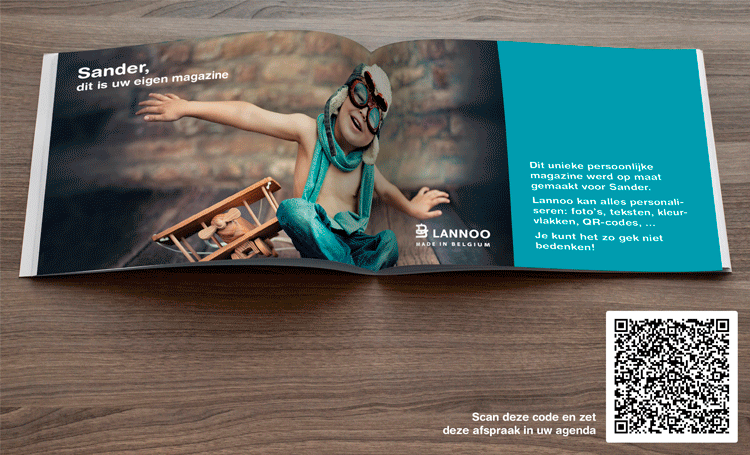 Sander,
dit is uw eigen magazine
LANNOO
MADE IN BELGIUM
Dit unieke persoonlijke
magazine werd op maat
gemaakt voor Sander.
Lannoo kan alles personali-
seren: foto's, teksten, kleur-
vlakken, QR-codes, ...
Je kunt het zo gek niet
bedenken!
Scan deze code en zet
deze afspraak in uw agenda